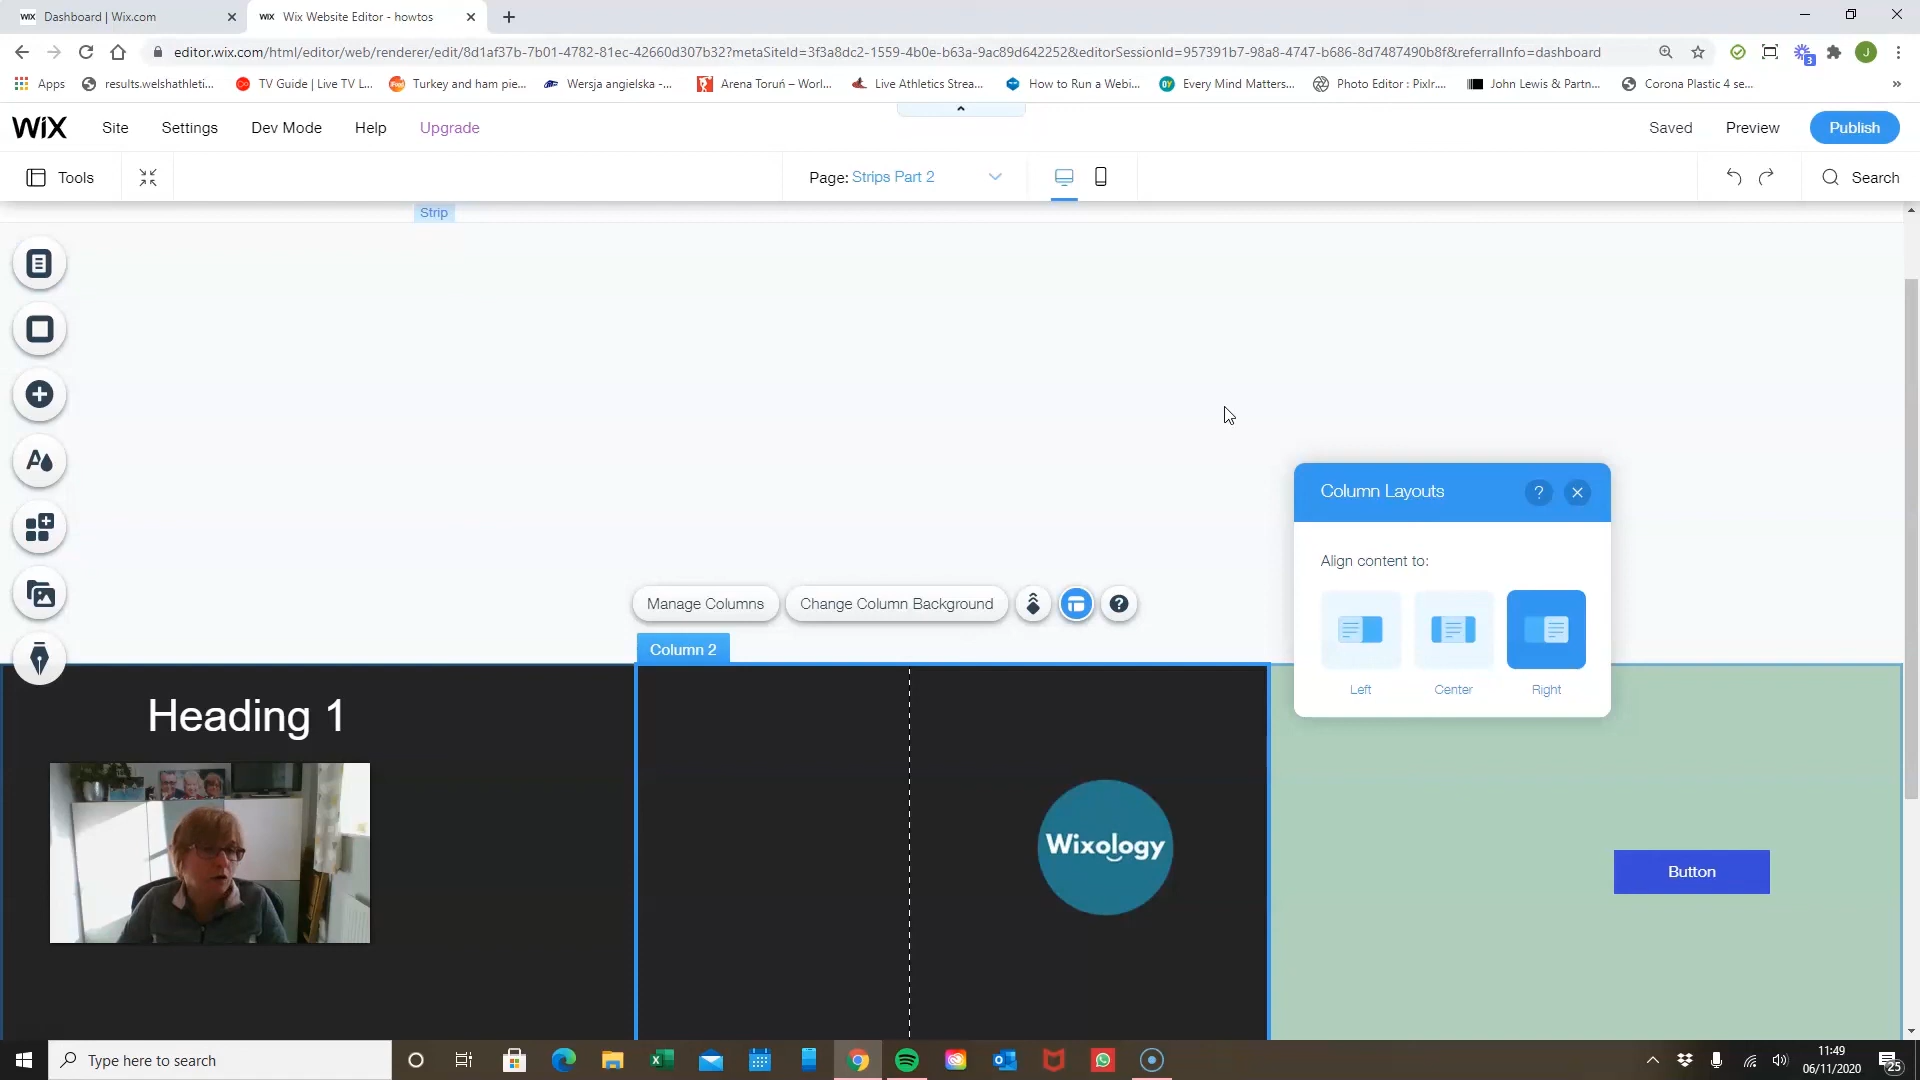 WIX Dashboard | Wix.com
WIX Wix Website Editor - howtos
editor.wix.com/html/editor/web/renderer/edit/8d1af37b-7b01-4782-81ec-42660d307b32?metaSiteId=3f3a8dc2-1559-4b0e-b63a-9ac89d642252&editorSessionId=957391b7-98a8-4747-b686-8d7487490b8f&referralInfo=dashboard
3
J
Apps
results.welshathleti...
TV Guide | Live TV L...
Turkey and ham pie...
Wersja angielska -...
Arena Toruń – Worl...
Live Athletics Strea...
How to Run a Webi...
Every Mind Matters...
Photo Editor : Pixlr....
John Lewis & Partn...
Corona Plastic 4 se...
WIX Site Settings Dev Mode Help Upgrade Saved Preview Publish
Tools Page: Strips Part 2 Search
Strip
Column Layouts ?
Align content to:
Left Center Right
Manage Columns Change Column Background ?
Column 2
Heading 1
Wixology
Button
Type here to search
11:49
06/11/2020
25